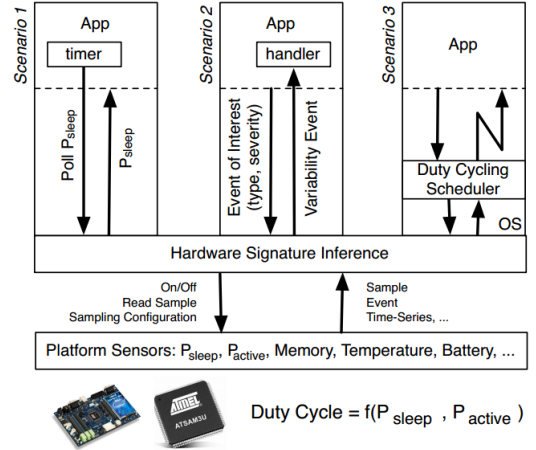 Scenario 1
App
timer
Poll Psleep
Psleep
Scenario 2
App
handler
Event of Interest
(type, severity)
Variability Event
Scenario 3
App
Duty Cycling
Scheduler
OS
Hardware Signature Inference
On/Off
Read Sample
Sampling Configuration
Sample
Event
Time-Series, ...
Platform Sensors: Psleep, Pactive, Memory, Temperature, Battery, ...
ATMEL
ATSAM3U
Duty Cycle = f(P sleep , P active )